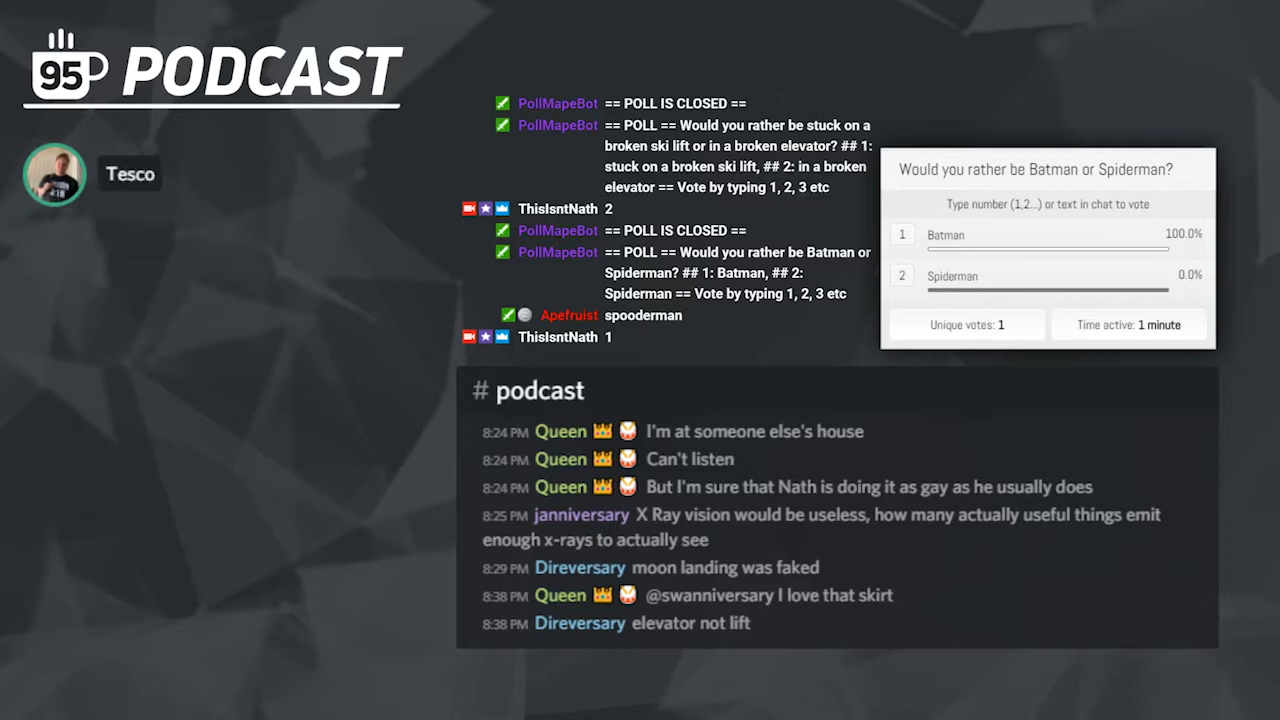 95 PODCAST
Tesco
PollMapeBot == POLL IS CLOSED ==
PollMapeBot == POLL == Would you rather be stuck on a
broken ski lift or in a broken elevator? ## 1:
stuck on a broken ski lift, ## 2: in a broken
elevator == Vote by typing 1, 2, 3 etc
ThisIsntNath 2
PollMapeBot == POLL IS CLOSED ==
PollMapeBot == POLL == Would you rather be Batman or
Spiderman? ## 1: Batman, ## 2:
Spiderman == Vote by typing 1, 2, 3 etc
Apefruist spooderman
ThisIsntNath 1
Would you rather be Batman or Spiderman?
Type number (1,2...) or text in chat to vote
1 Batman 100.0%
2 Spiderman 0.0%
Unique votes: 1 Time active: 1 minute
# podcast
8:24 PM Queen I'm at someone else's house
8:24 PM Queen Can't listen
8:24 PM Queen But I'm sure that Nath is doing it as gay as he usually does
8:25 PM janniversary X Ray vision would be useless, how many actually useful things emit
enough x-rays to actually see
8:29 PM Direversary moon landing was faked
8:38 PM Queen @swanniversary I love that skirt
8:38 PM Direversary elevator not lift